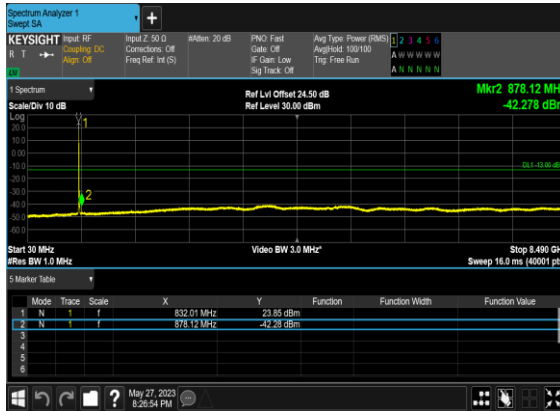 Spectrum Analyzer 1
Swept SA
+
KEYSIGHT Input: RF Input Z: 50 Ω #Atten: 20 dB PNO: Fast Avg Type: Power (RMS) 1 2 3 4 5 6
R T Coupling: DC Corrections: Off Gate: Off Avg|Hold: 100/100 A W W W W W
Align: Off Freq Ref: Int (S) IF Gain: Low Trig: Free Run
LXI Sig Track: Off A N N N N N
1 Spectrum Ref Lvl Offset 24.50 dB Mkr2 878.12 MH
Scale/Div 10 dB Ref Level 30.00 dBm -42.278 dB
Log
20.0
10.0
0.00
-10.0
-20.0
-30.0
-40.0
-50.0
-60.0
1
2
DL1 -13.00 dB
Start 30 MHz Video BW 3.0 MHz* Stop 8.490 GH
#Res BW 1.0 MHz Sweep 16.0 ms (40001 pt
5 Marker Table
Mode Trace Scale X Y Function Function Width Function Value
1 N 1 f 832.01 MHz 23.85 dBm
2 N 1 f 878.12 MHz -42.28 dBm
3
4
5
6
? May 27, 2023
8:26:54 PM